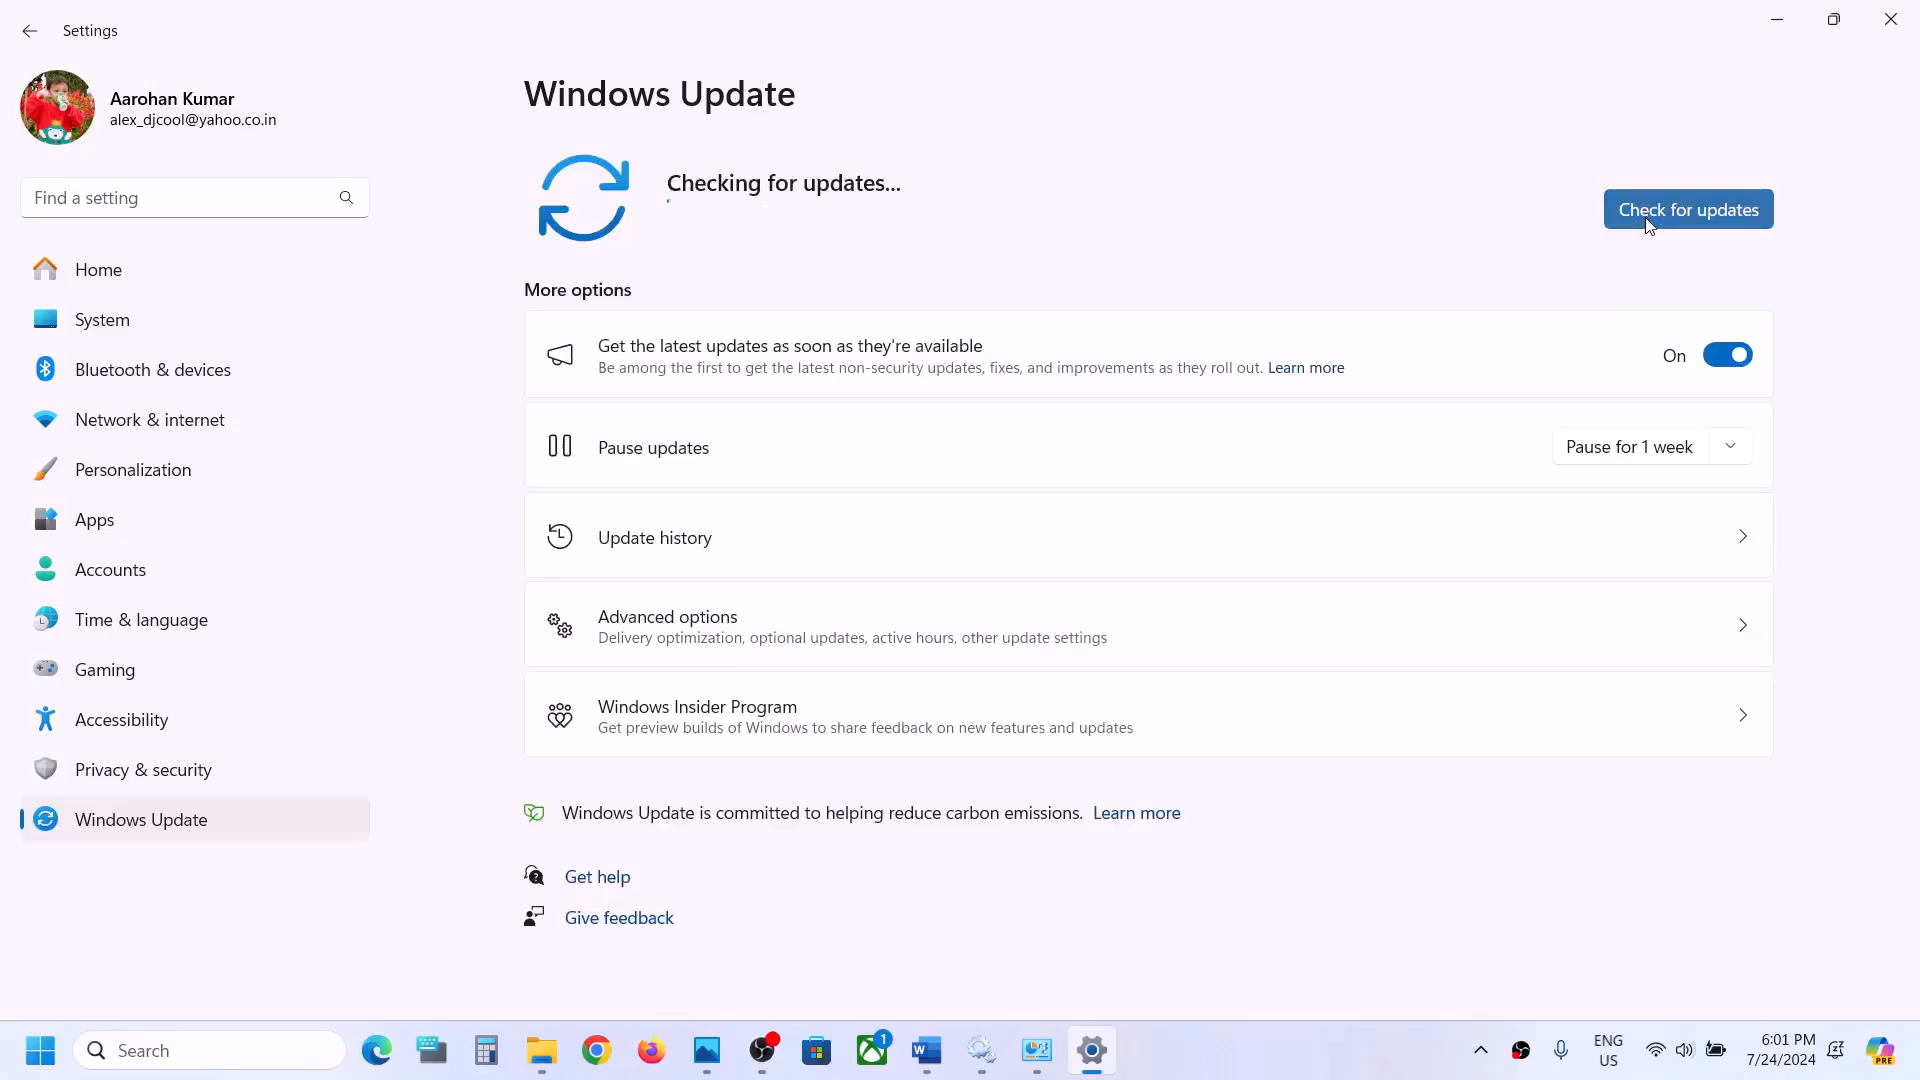 Settings
Aarohan Kumar
alex_djcool@yahoo.co.in
Find a setting
Home
System
Bluetooth & devices
Network & internet
Personalization
Apps
Accounts
Time & language
Gaming
Accessibility
Privacy & security
Windows Update
Windows Update
Checking for updates...
Check for updates
More options
Get the latest updates as soon as they're available
Be among the first to get the latest non-security updates, fixes, and improvements as they roll out. Learn more
On
Pause updates
Pause for 1 week
Update history
Advanced options
Delivery optimization, optional updates, active hours, other update settings
Windows Insider Program
Get preview builds of Windows to share feedback on new features and updates
Windows Update is committed to helping reduce carbon emissions. Learn more
Get help
Give feedback
Search
1
W
ENG
US
6:01 PM
7/24/2024
PRE